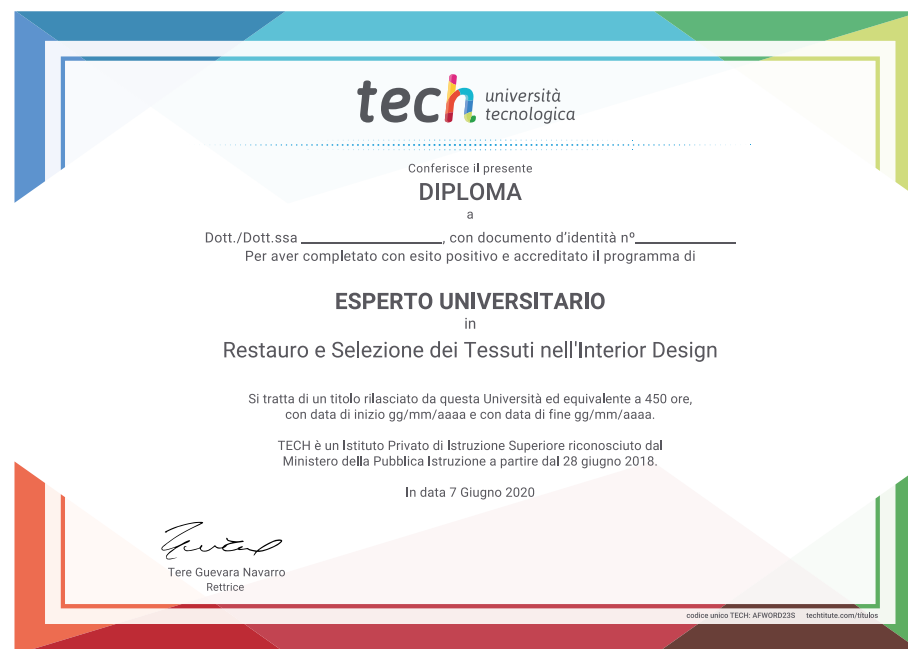 tech università
tecnologica
Conferisce il presente
DIPLOMA
a
Dott./Dott.ssa ________________, con documento d'identità nº____________
Per aver completato con esito positivo e accreditato il programma di
ESPERTO UNIVERSITARIO
in
Restauro e Selezione dei Tessuti nell'Interior Design
Si tratta di un titolo rilasciato da questa Università ed equivalente a 450 ore,
con data di inizio gg/mm/aaaa e con data di fine gg/mm/aaaa.
TECH è un Istituto Privato di Istruzione Superiore riconosciuto dal
Ministero della Pubblica Istruzione a partire dal 28 giugno 2018.
In data 7 Giugno 2020
Tere Guevara Navarro
Rettrice
codice unico TECH: AFWORD23S techtitute.com/titulos